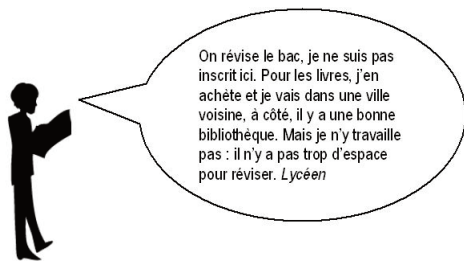 On révise le bac, je ne suis pas
inscrit ici. Pour les livres, j'en
achète et je vais dans une ville
voisine, à côté, il y a une bonne
bibliothèque. Mais je n'y travaille
pas : il n'y a pas trop d'espace
pour réviser. Lycéen